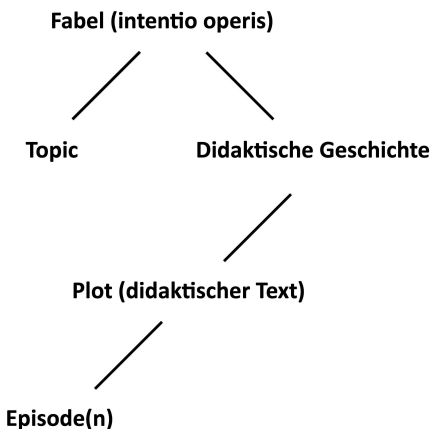 Fabel (intentio operis)
Topic
Didaktische Geschichte
Plot (didaktischer Text)
Episode(n)